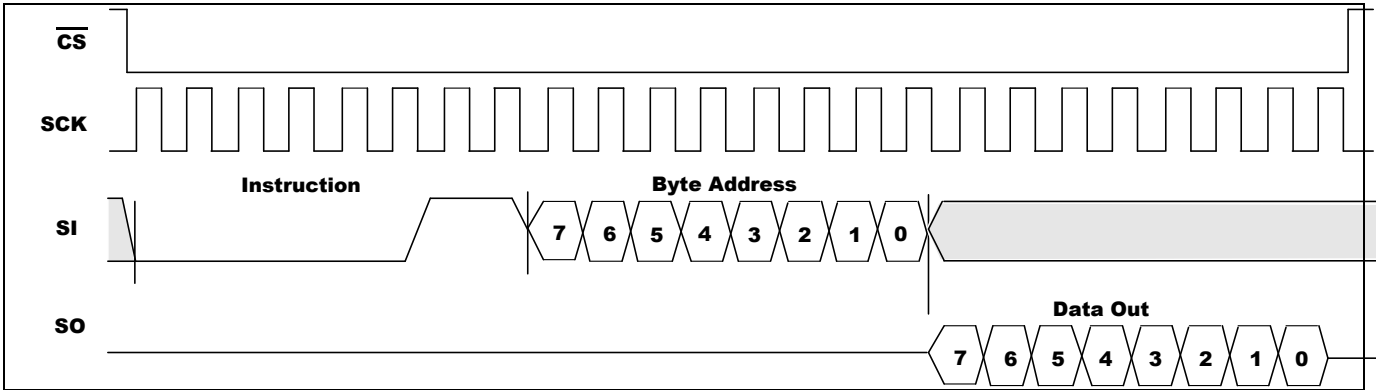 CS
SCK
Instruction
Byte Address
SI
7 6 5 4 3 2 1 0
Data Out
SO
7 6 5 4 3 2 1 0